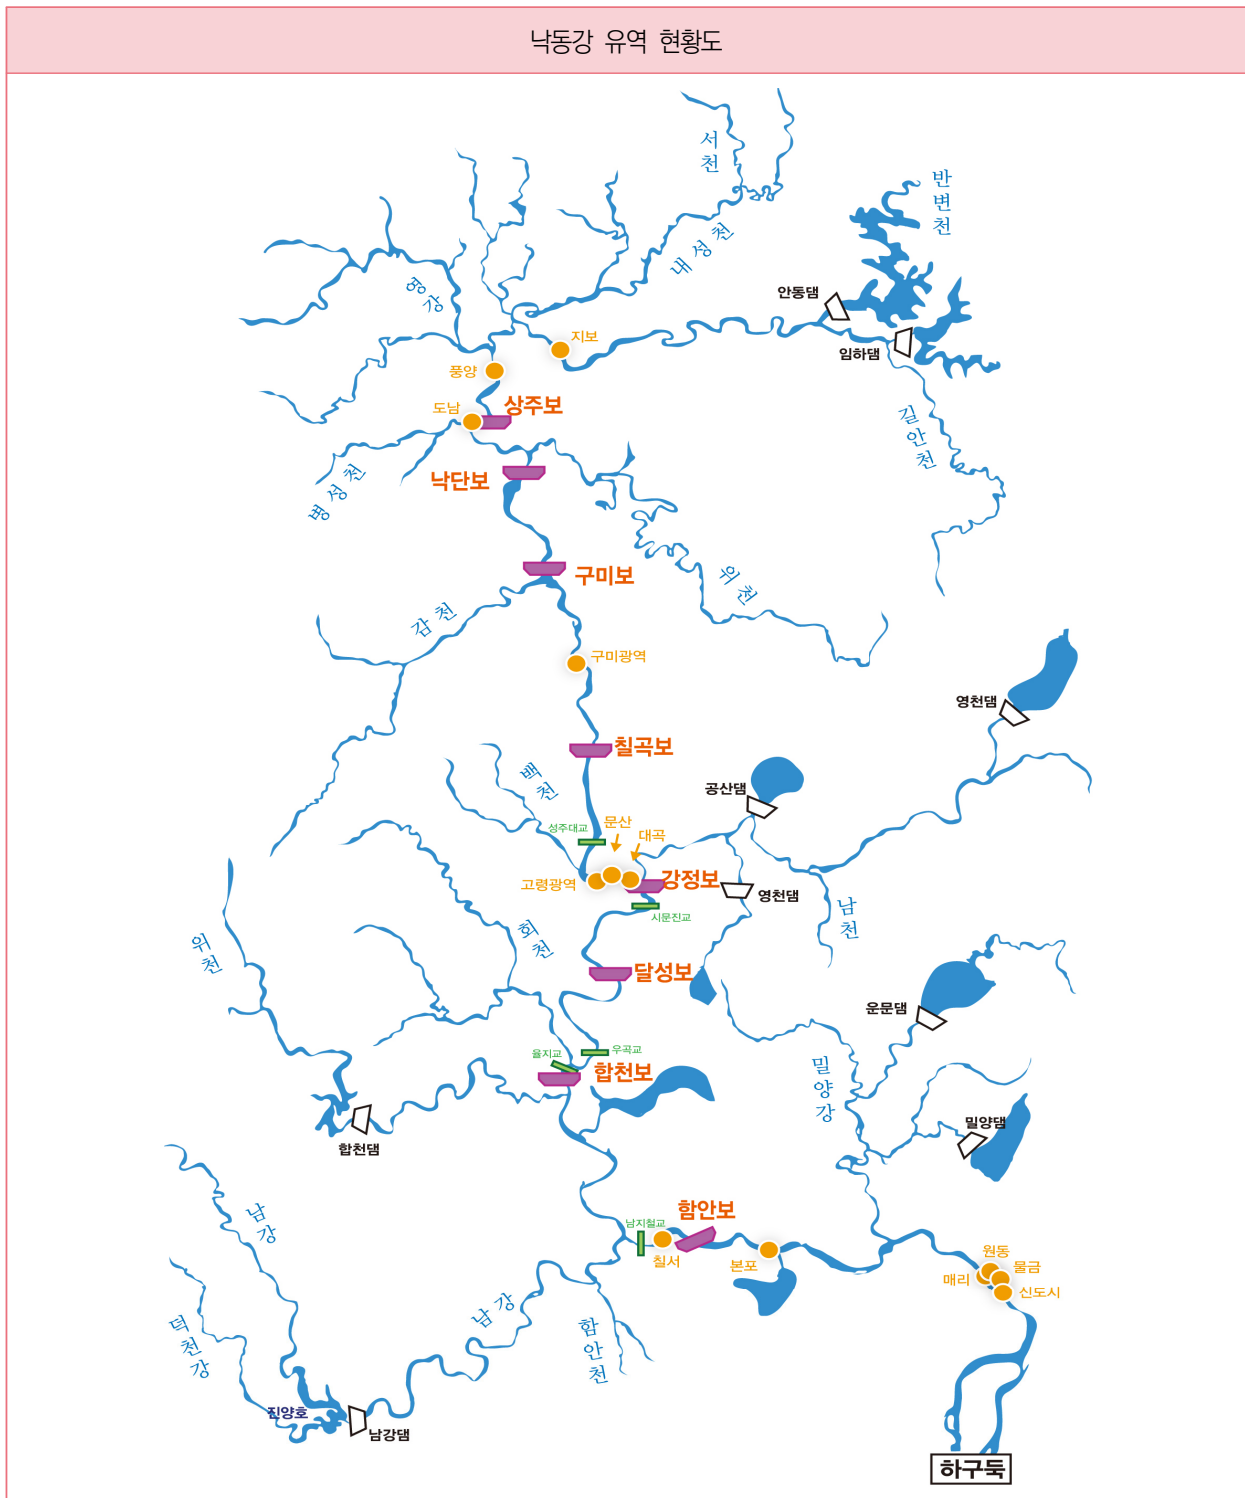 낙동강 유역 현황도
서천
반변천
내성천
영강
안동댐
지보
임하댐
풍양
상주보
도남
길안천
낙단보
병성천
구미보
위천
감천
구미광역
영천댐
칠곡보
백천
공산댐
성주대교
문산
대곡
고령광역
강정보
영천댐
시문진교
남천
회천
위천
달성보
운문댐
율지교
우곡교
합천보
밀양강
밀양댐
합천댐
남강
함안보
남지철교
칠서
본포
원동
물금
매리
신도시
남강
덕천강
함안천
진양호
남강댐
하구둑